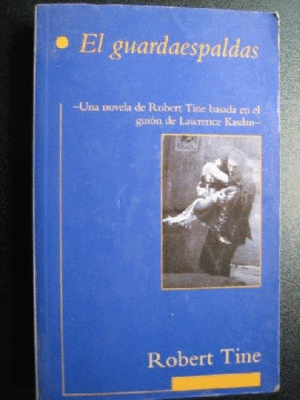 El guardaespaldas
–Una novela de Robert Tine basada en el
guión de Lawrence Kasdan–
Robert Tine